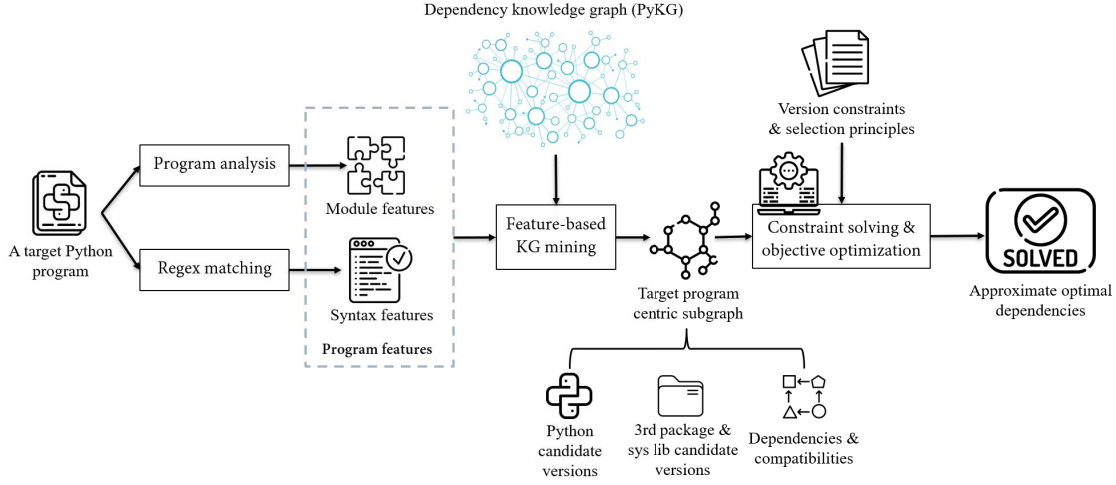 Dependency knowledge graph (PyKG)
Version constraints
& selection principles
Program analysis
Module features
A target Python
program
Regex matching
Syntax features
Program features
Feature-based
KG mining
Target program
centric subgraph
Constraint solving &
objective optimization
SOLVED
Approximate optimal
dependencies
Python
candidate
versions
3rd package &
sys lib candidate
versions
Dependencies &
compatibilities